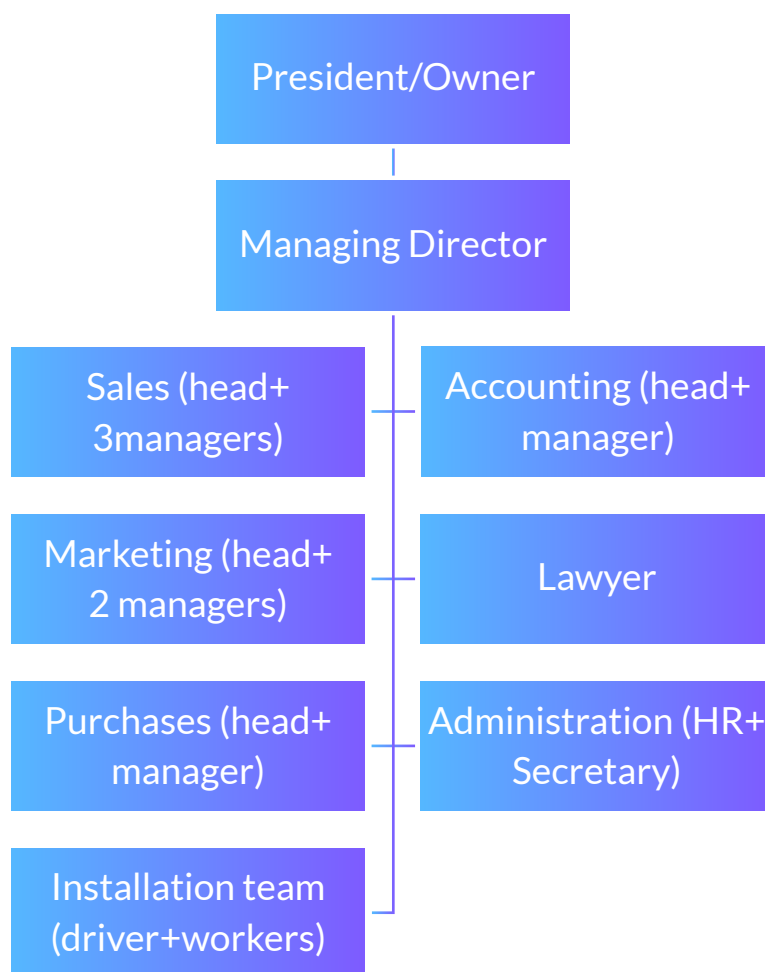 President/Owner
Managing Director
Sales (head+
3managers)
Accounting (head+
manager)
Marketing (head+
2 managers)
Lawyer
Purchases (head+
manager)
Administration (HR+
Secretary)
Installation team
(driver+workers)